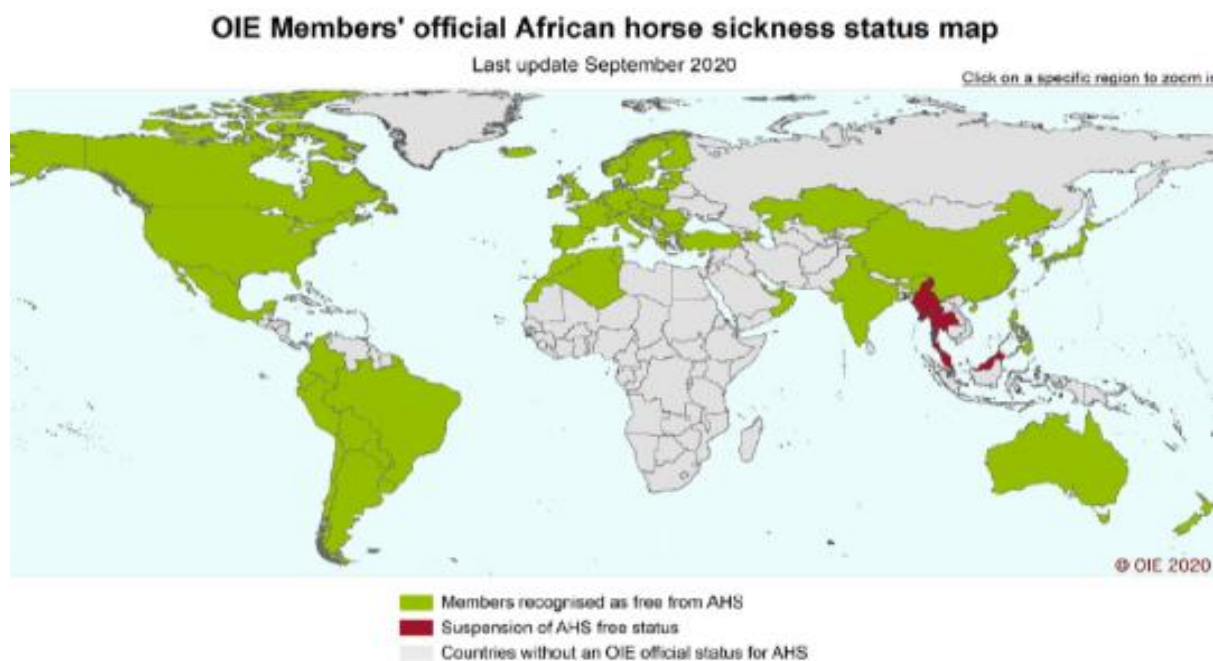 OIE Members' official African horse sickness status map
Last update September 2020
Click on a specific region to zoom in
© OIE 2020
Members recognised as free from AHS
Suspension of AHS free status
Countries without an OIE official status for AHS